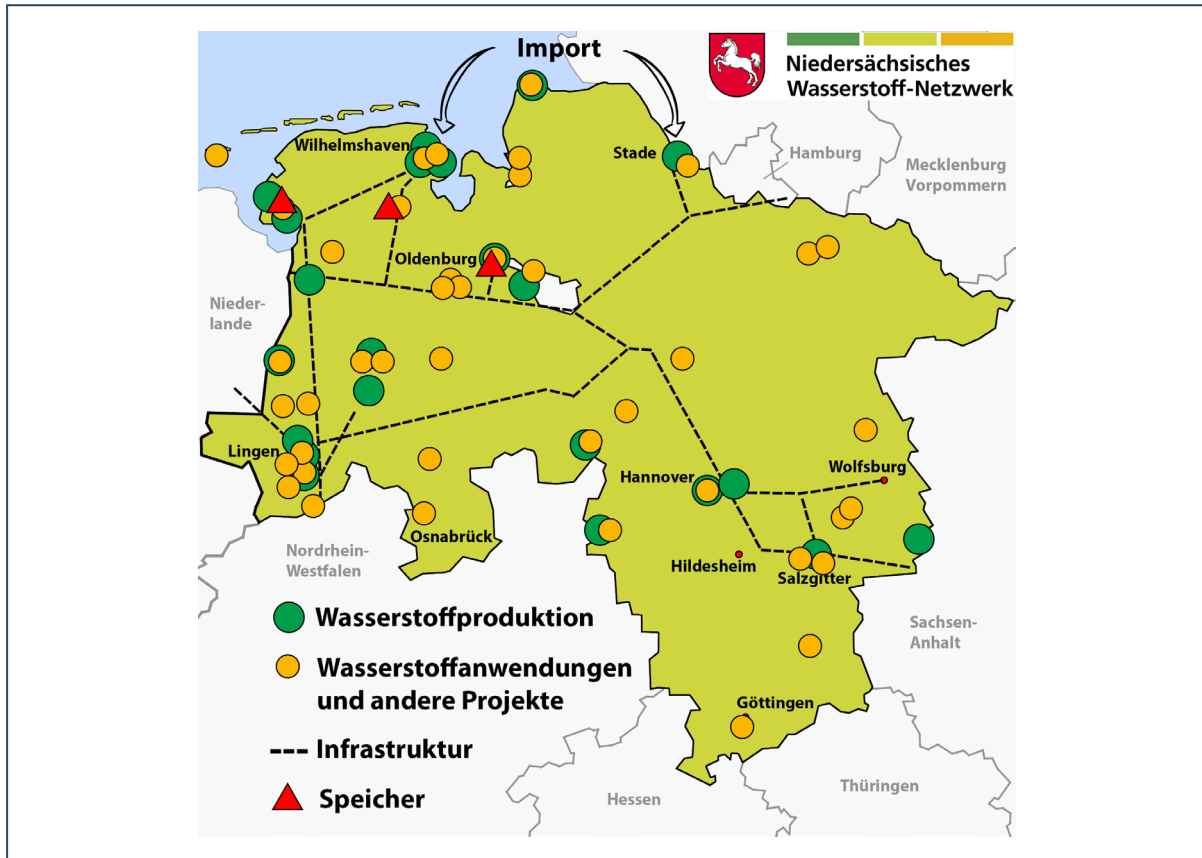 Import
Niedersächsisches
Wasserstoff-Netzwerk
Wilhelmshaven
Stade
Hamburg
Mecklenburg
Vorpommern
Oldenburg
Nieder-
lande
Lingen
Hannover
Wolfsburg
Osnabrück
Nordrhein-
Westfalen
Hildesheim
Salzgitter
Sachsen-
Anhalt
Wasserstoffproduktion
Wasserstoffanwendungen
und andere Projekte
Göttingen
Infrastruktur
Speicher
Hessen
Thüringen